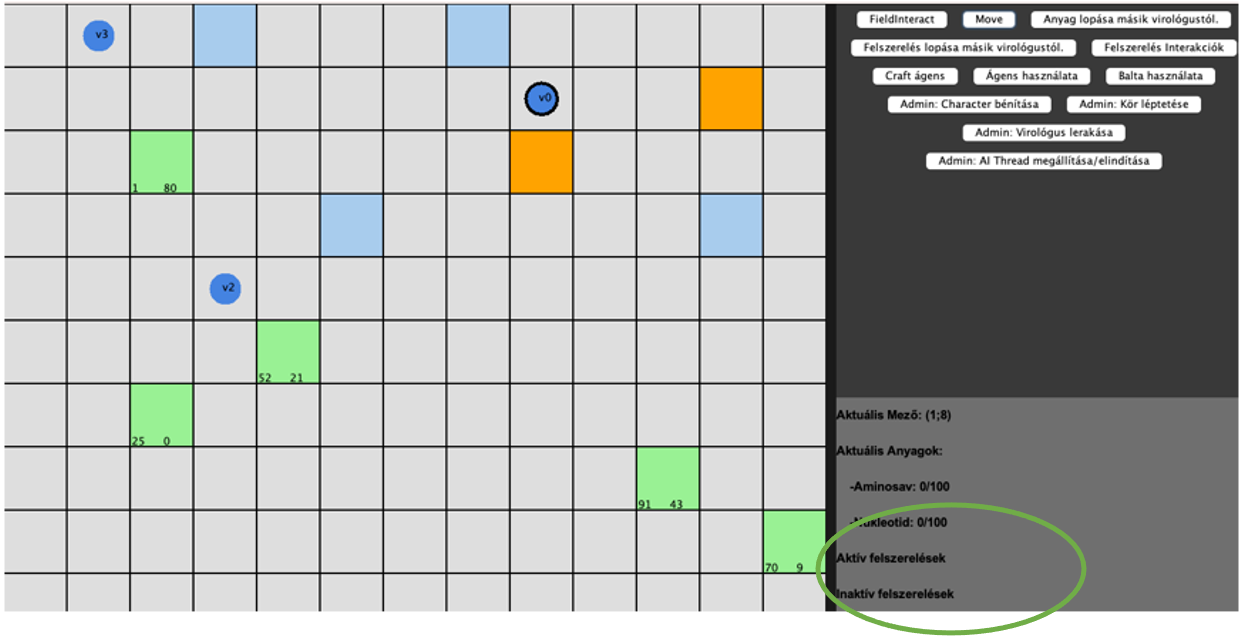 v3
v0
1 80
v2
52 21
25 0
91 43
70 9
FieldInteract Move Anyag lopása másik virológustól.
Felszerelés lopása másik virológustól. Felszerelés Interakciók
Craft ágens Ágens használata Balta használata
Admin: Character bénítása Admin: Kör léptetése
Admin: Virológus lerakása
Admin: AI Thread megállítása/elindítása
Aktuális Mező: (1;8)
Aktuális Anyagok:
-Aminosav: 0/100
-Nukleotid: 0/100
Aktív felszerelések
Inaktív felszerelések